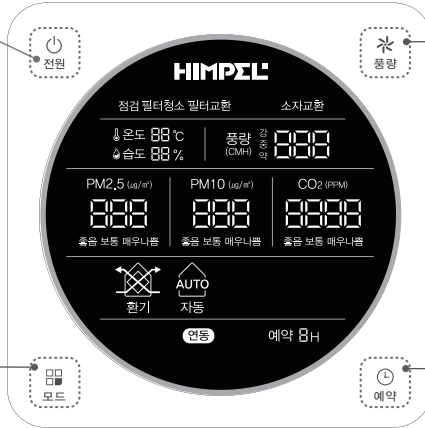 전원
풍량
HIMPEL
점검 필터청소 필터교환 소자교환
온도 88 ℃ 풍량 강 888
습도 88 % (CMH) 중
약
PM2.5 (㎍/㎥) PM10 (㎍/㎥) CO2 (PPM)
888 888 8888
좋음 보통 매우나쁨 좋음 보통 매우나쁨 좋음 보통 매우나쁨
AUTO
환기 자동
연동 예약 8H
모드
예약